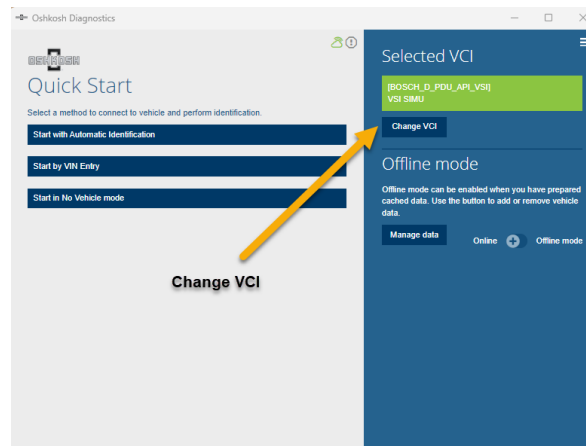 Oshkosh Diagnostics
OSHKOSH
Quick Start
Select a method to connect to vehicle and perform identification.
Start with Automatic Identification
Start by VIN Entry
Start in No Vehicle mode
Change VCI
Selected VCI
[BOSCH_D_PDU_API_VSI]
VSI SIMU
Change VCI
Offline mode
Offline mode can be enabled when you have prepared
cached data. Use the button to add or remove vehicle
data.
Manage data
Online
Offline mode